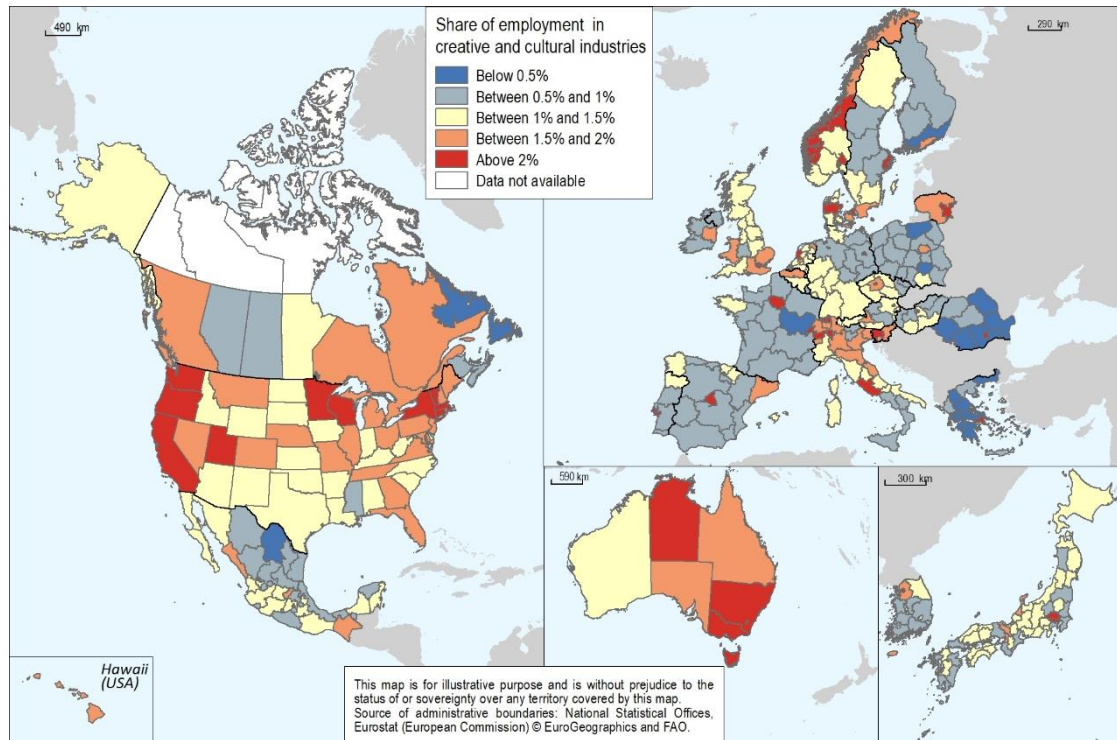 490 km
Share of employment in
creative and cultural industries
Below 0.5%
Between 0.5% and 1%
Between 1% and 1.5%
Between 1.5% and 2%
Above 2%
Data not available
290 km
590 km
300 km
Hawaii
(USA)
This map is for illustrative purpose and is without prejudice to the
status of or sovereignty over any territory covered by this map.
Source of administrative boundaries: National Statistical Offices,
Eurostat (European Commission) © EuroGeographics and FAO.